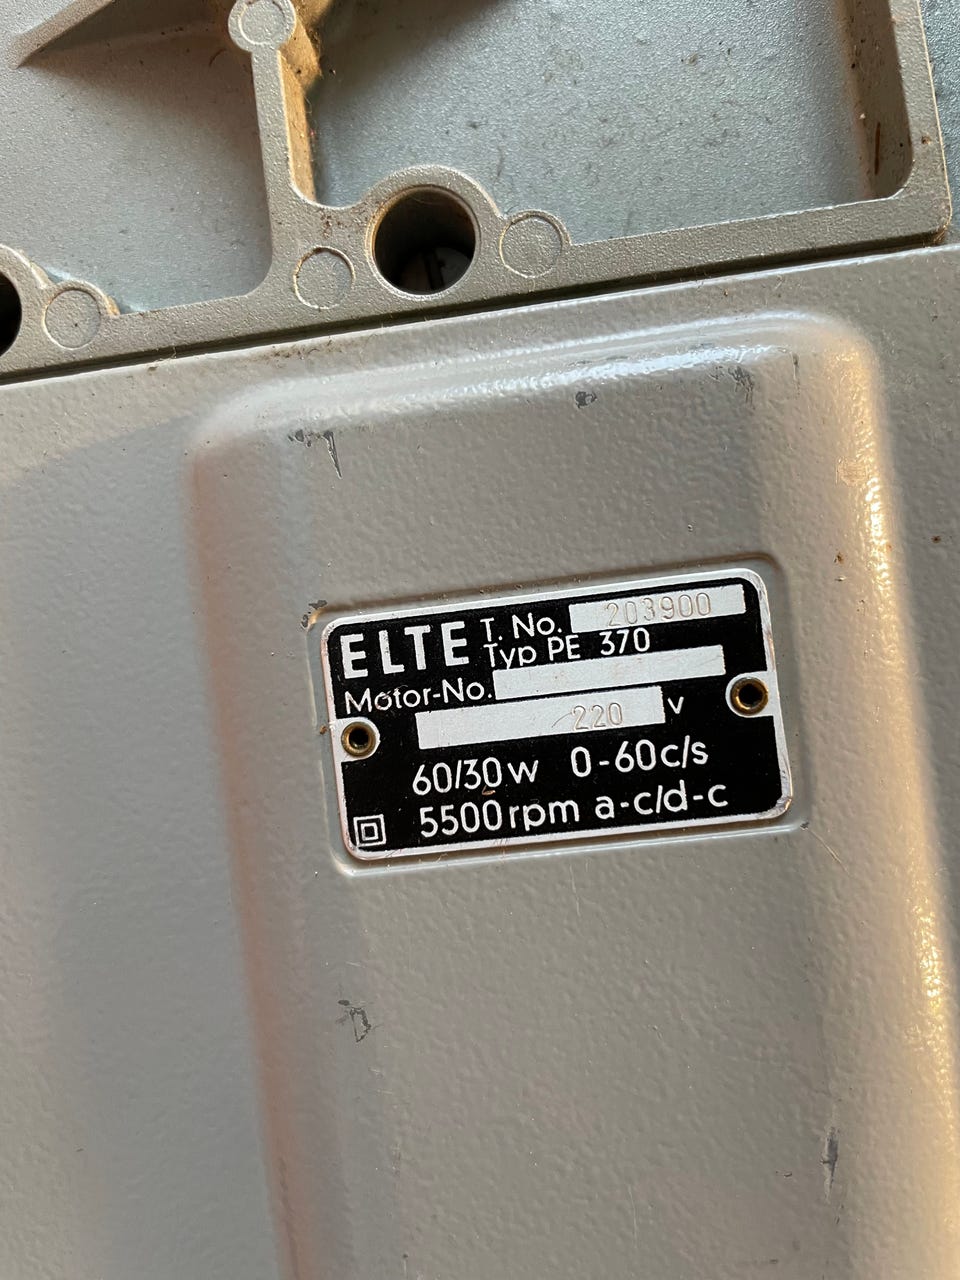 ELTE T. No. 203900
Typ PE 370
Motor-No.
220 V
60/30 W 0-60 c/s
5500 rpm a-c/d-c